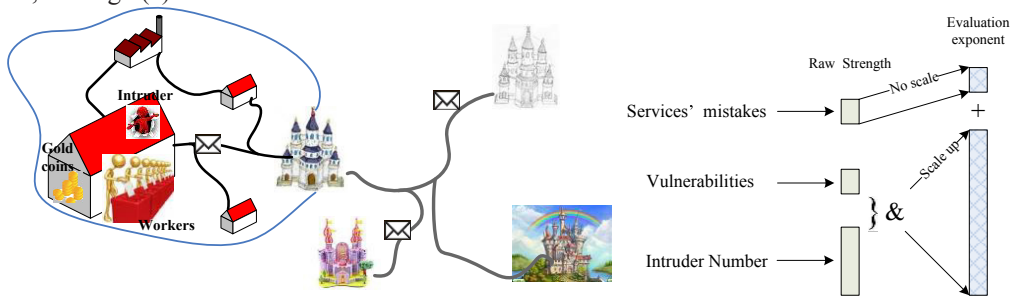 Intruder
Gold
coins
Workers
Evaluation
exponent
Raw Strength
No scale
Services' mistakes
+
Scale up
Vulnerabilities
} &
Intruder Number